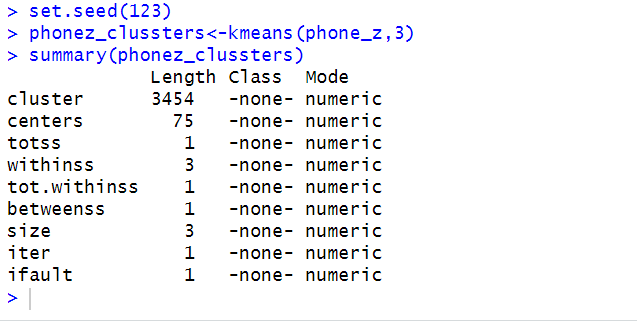 > set.seed(123)
> phonez_clussters<-kmeans(phone_z,3)
> summary(phonez_clussters)
             Length Class  Mode
cluster      3454   -none- numeric
centers        75   -none- numeric
totss           1   -none- numeric
withinss        3   -none- numeric
tot.withinss    1   -none- numeric
betweenss       1   -none- numeric
size            3   -none- numeric
iter            1   -none- numeric
ifault          1   -none- numeric
>